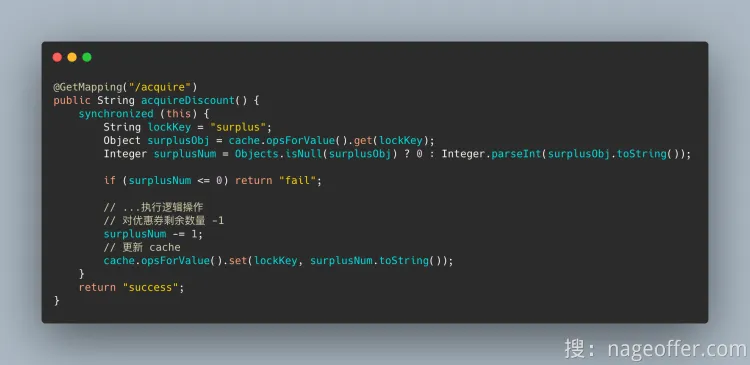 @GetMapping("/acquire")
public String acquireDiscount() {
    synchronized (this) {
        String lockKey = "surplus";
        Object surplusObj = cache.opsForValue().get(lockKey);
        Integer surplusNum = Objects.isNull(surplusObj) ? 0 : Integer.parseInt(surplusObj.toString());

        if (surplusNum <= 0) return "fail";

        // ...执行逻辑操作
        // 对优惠券剩余数量 -1
        surplusNum -= 1;
        // 更新 cache
        cache.opsForValue().set(lockKey, surplusNum.toString());
    }
    return "success";
}
搜：nageoffer.com